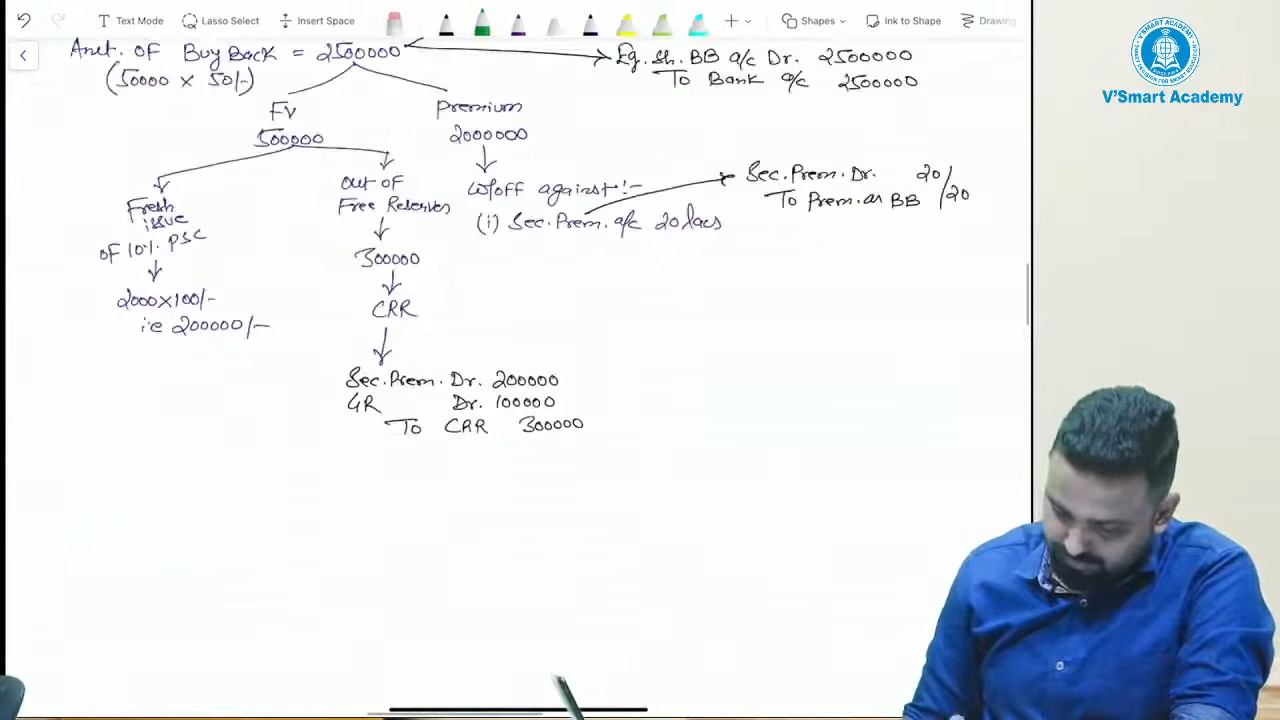 Text Mode
Lasso Select
Insert Space
Shapes
Ink to Shape
Drawing
V'SMART ACADEMY
V'Smart Academy
Amt. OF Buy Back = 2500000
(50000 × 50/-)
Eq. Sh. BB a/c Dr. 2500000
To Bank a/c 2500000
FV
500000
Premium
2000000
Fresh
issue
of 10%. PSC
2000×100/-
i.e 200000/-
Out of
Free Reserves
300000
CRR
Sec.Prem. Dr. 200000
GR Dr. 100000
To CRR 300000
W/off against :-
(i) Sec.Prem. a/c 20 lacs
Sec.Prem. Dr. 20
To Prem. on BB 20